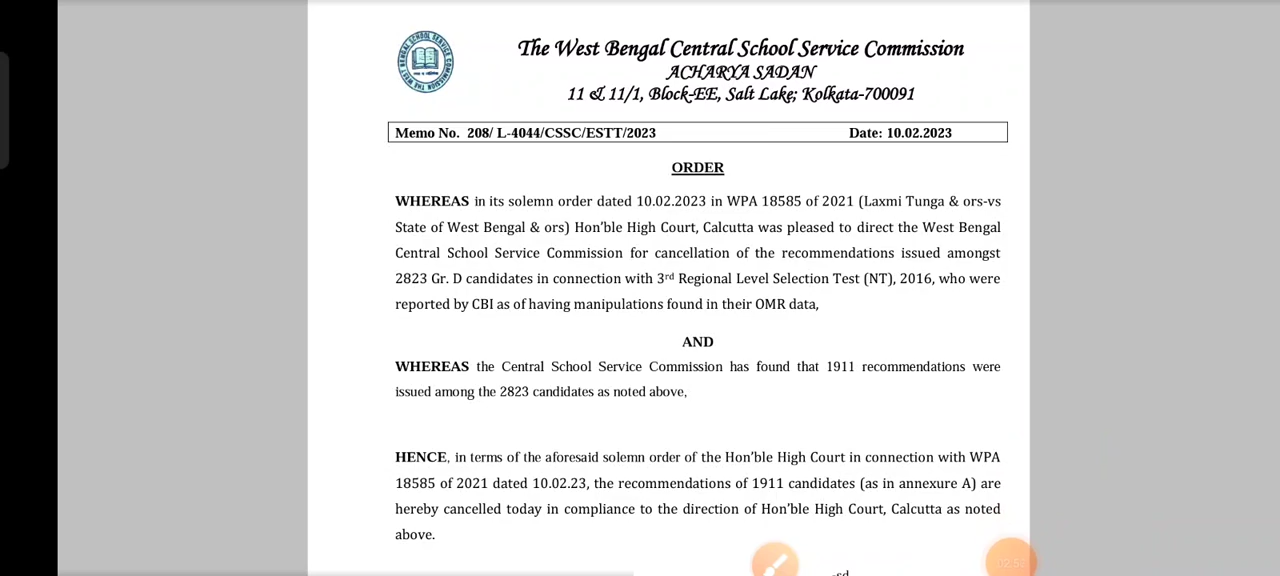 The West Bengal Central School Service Commission
ACHARYA SADAN
11 & 11/1, Block-EE, Salt Lake; Kolkata-700091
Memo No. 208/ L-4044/CSSC/ESTT/2023 Date: 10.02.2023
ORDER
WHEREAS in its solemn order dated 10.02.2023 in WPA 18585 of 2021 (Laxmi Tunga & ors-vs
State of West Bengal & ors) Hon'ble High Court, Calcutta was pleased to direct the West Bengal
Central School Service Commission for cancellation of the recommendations issued amongst
2823 Gr. D candidates in connection with 3rd Regional Level Selection Test (NT), 2016, who were
reported by CBI as of having manipulations found in their OMR data,
AND
WHEREAS the Central School Service Commission has found that 1911 recommendations were
issued among the 2823 candidates as noted above,
HENCE, in terms of the aforesaid solemn order of the Hon'ble High Court in connection with WPA
18585 of 2021 dated 10.02.23, the recommendations of 1911 candidates (as in annexure A) are
hereby cancelled today in compliance to the direction of Hon'ble High Court, Calcutta as noted
above.